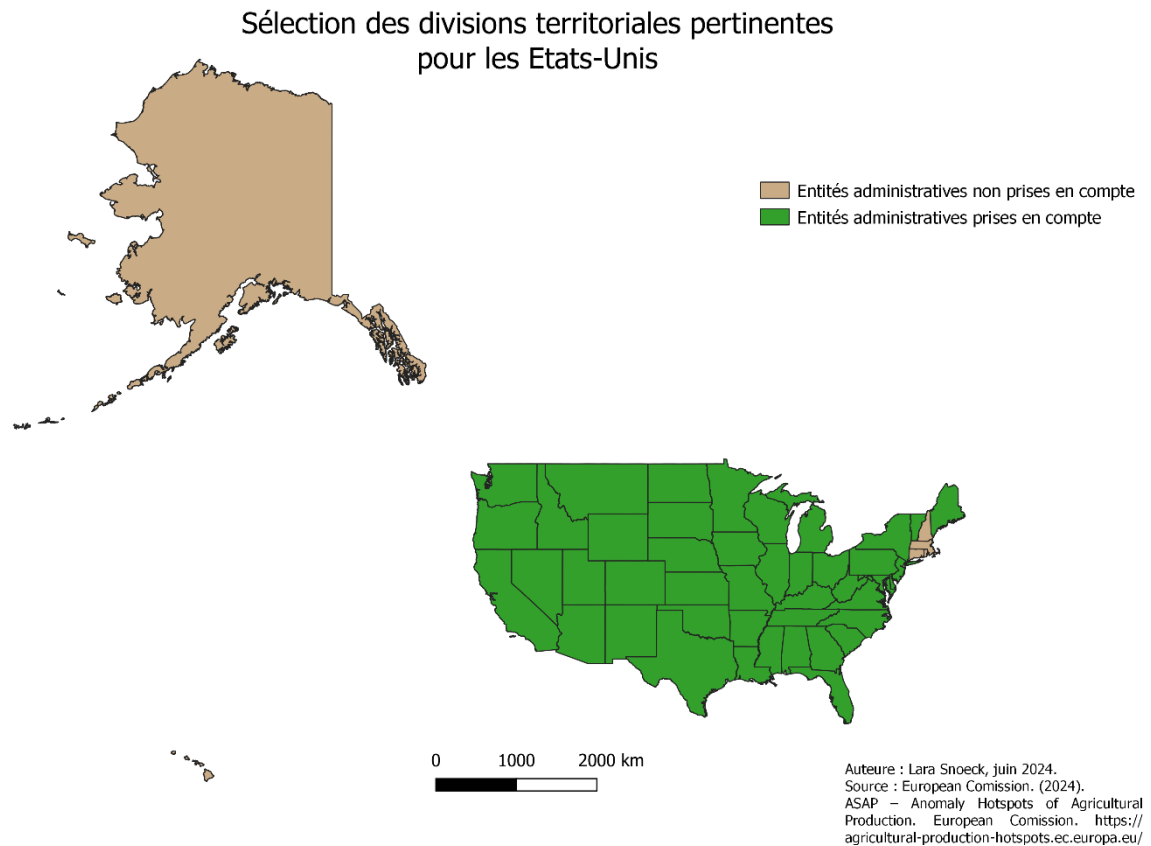 Sélection des divisions territoriales pertinentes
pour les Etats-Unis
Entités administratives non prises en compte
Entités administratives prises en compte
0 1000 2000 km
Auteure : Lara Snoeck, juin 2024.
Source : European Comission. (2024).
ASAP – Anomaly Hotspots of Agricultural
Production. European Comission. https://
agricultural-production-hotspots.ec.europa.eu/